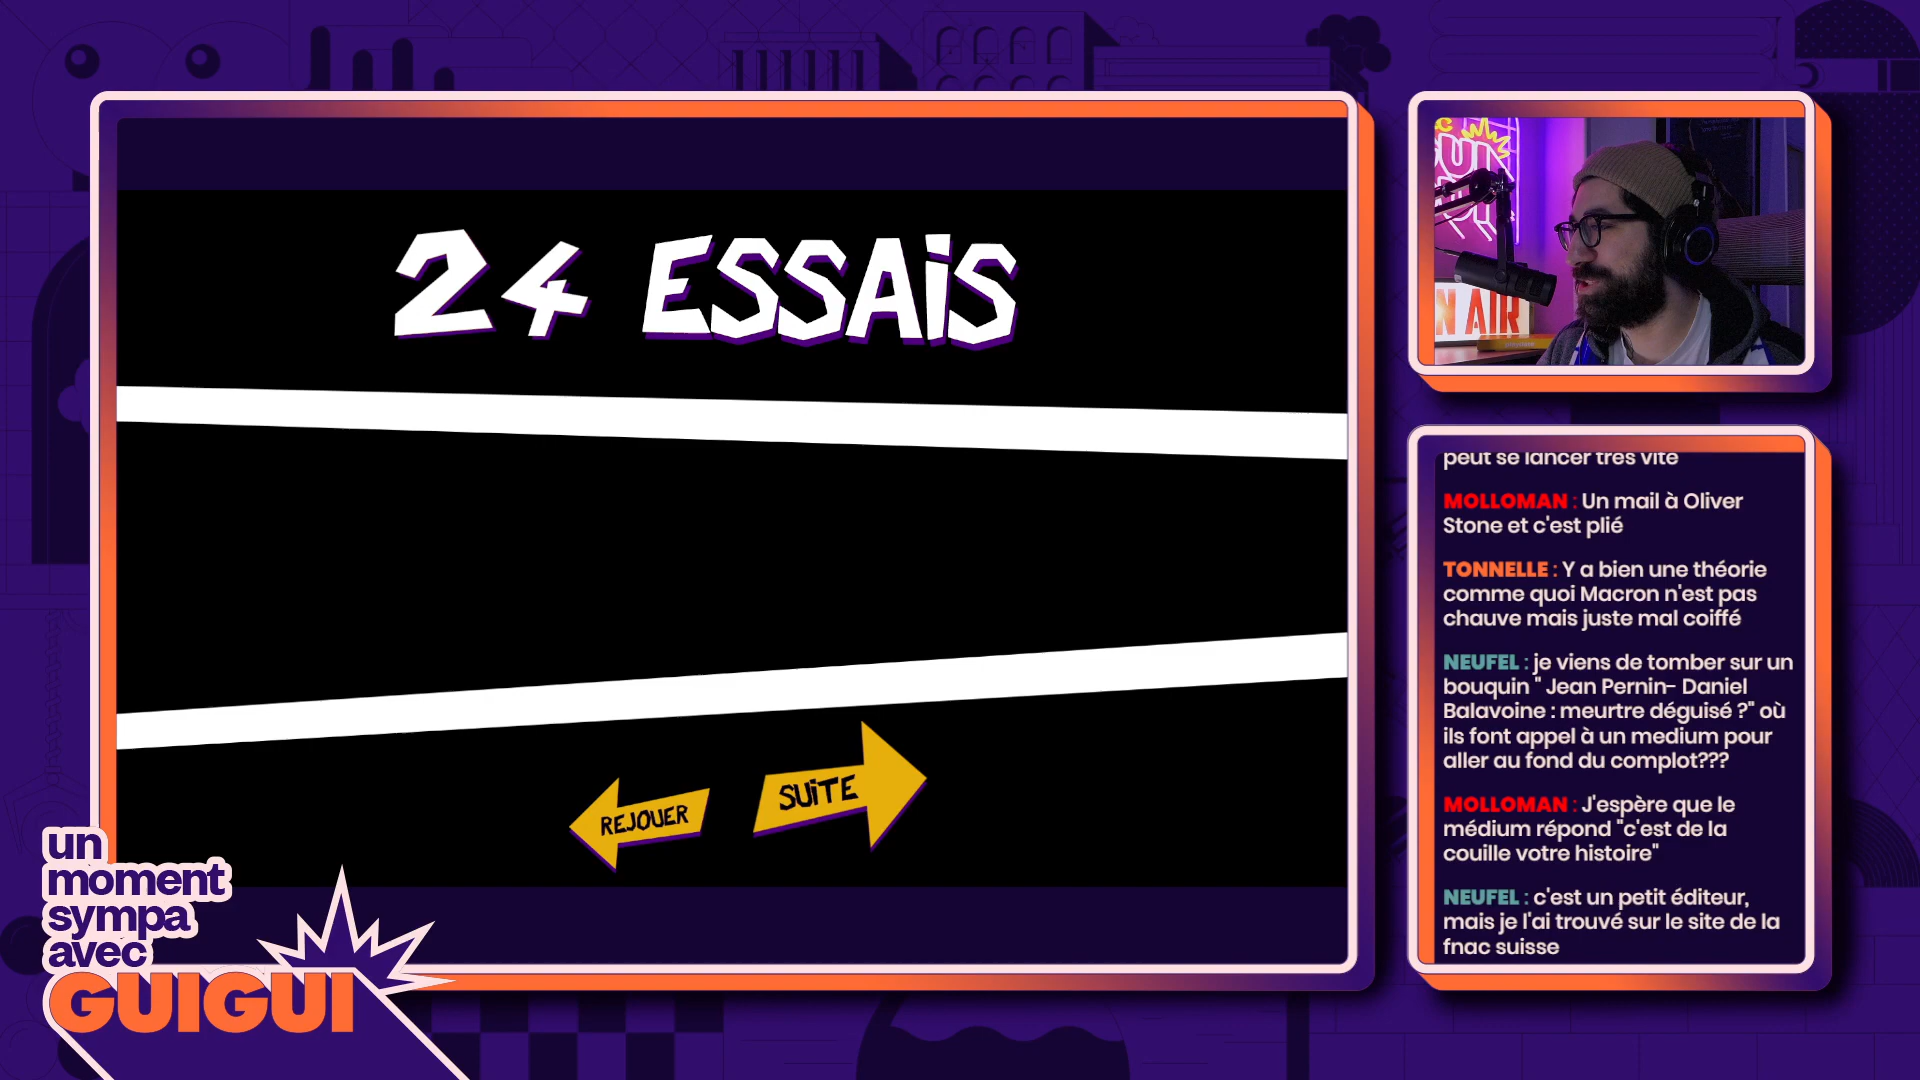 24 ESSAiS
REJOUER
SUiTE
ON AIR
peut se lancer très vite
MOLLOMAN : Un mail à Oliver
Stone et c'est plié
TONNELLE : Y a bien une théorie
comme quoi Macron n'est pas
chauve mais juste mal coiffé
NEUFEL : je viens de tomber sur un
bouquin " Jean Pernin- Daniel
Balavoine : meurtre déguisé ?" où
ils font appel à un medium pour
aller au fond du complot???
MOLLOMAN : J'espère que le
médium répond "c'est de la
couille votre histoire"
NEUFEL : c'est un petit éditeur,
mais je l'ai trouvé sur le site de la
fnac suisse
un
moment
sympa
avec
GUIGUI